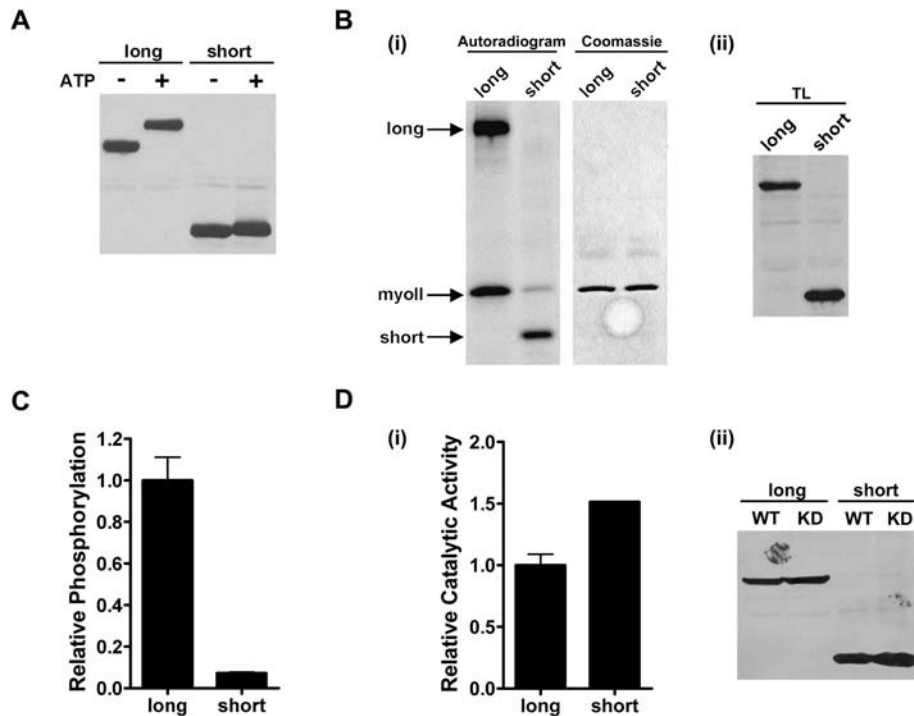 A
long short
ATP - + - +
B
(i)
Autoradiogram Coomassie
long short long short
long
myoII
short
(ii)
TL
long short
C
Relative Phosphorylation
1.2
1.0
0.8
0.6
0.4
0.2
0.0
long short
D
(i)
Relative Catalytic Activity
2.0
1.5
1.0
0.5
0.0
long short
(ii)
long short
WT KD WT KD